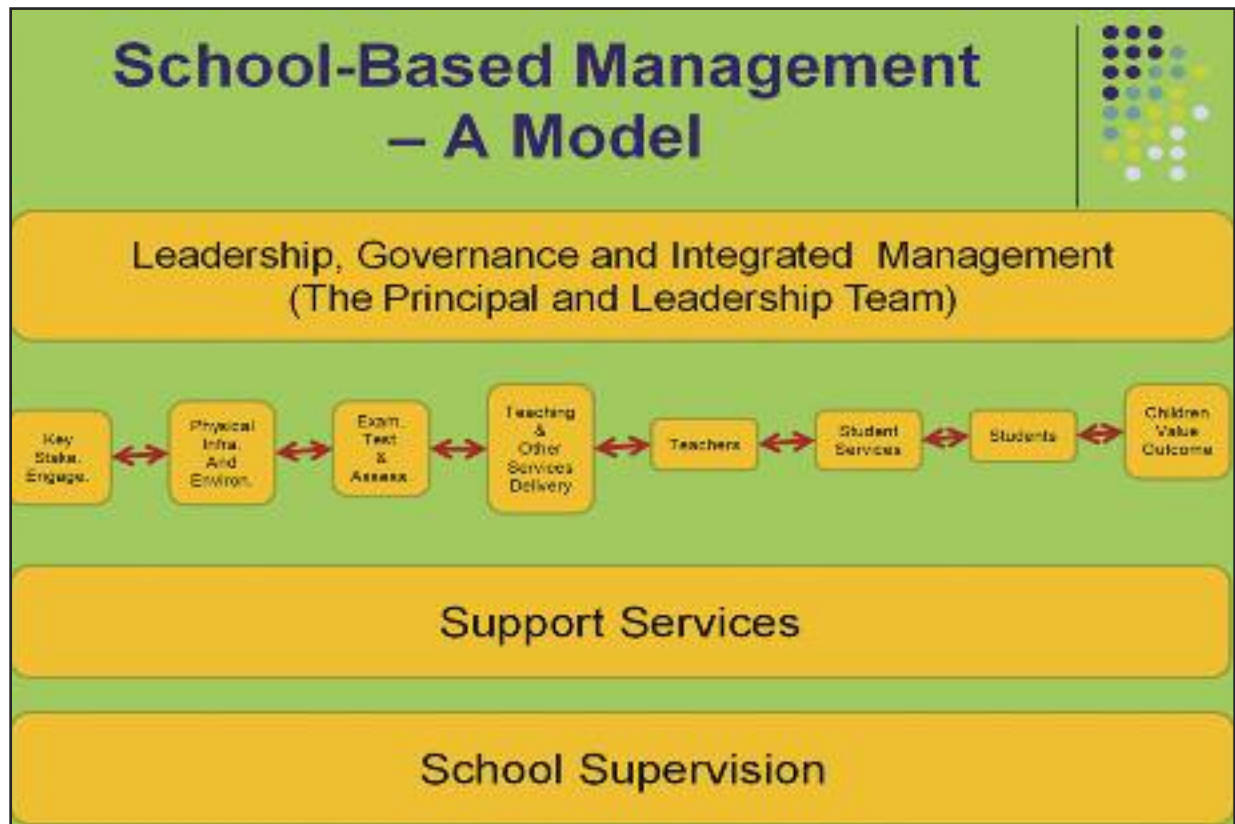 School-Based Management
– A Model
Leadership, Governance and Integrated Management
(The Principal and Leadership Team)
Key
Stake.
Engage.
Physical
Infra.
And
Environ.
Exam.
Test
&
Assess.
Teaching
&
Other
Services
Delivery
Teachers
Student
Services
Students
Children
Value
Outcome
Support Services
School Supervision